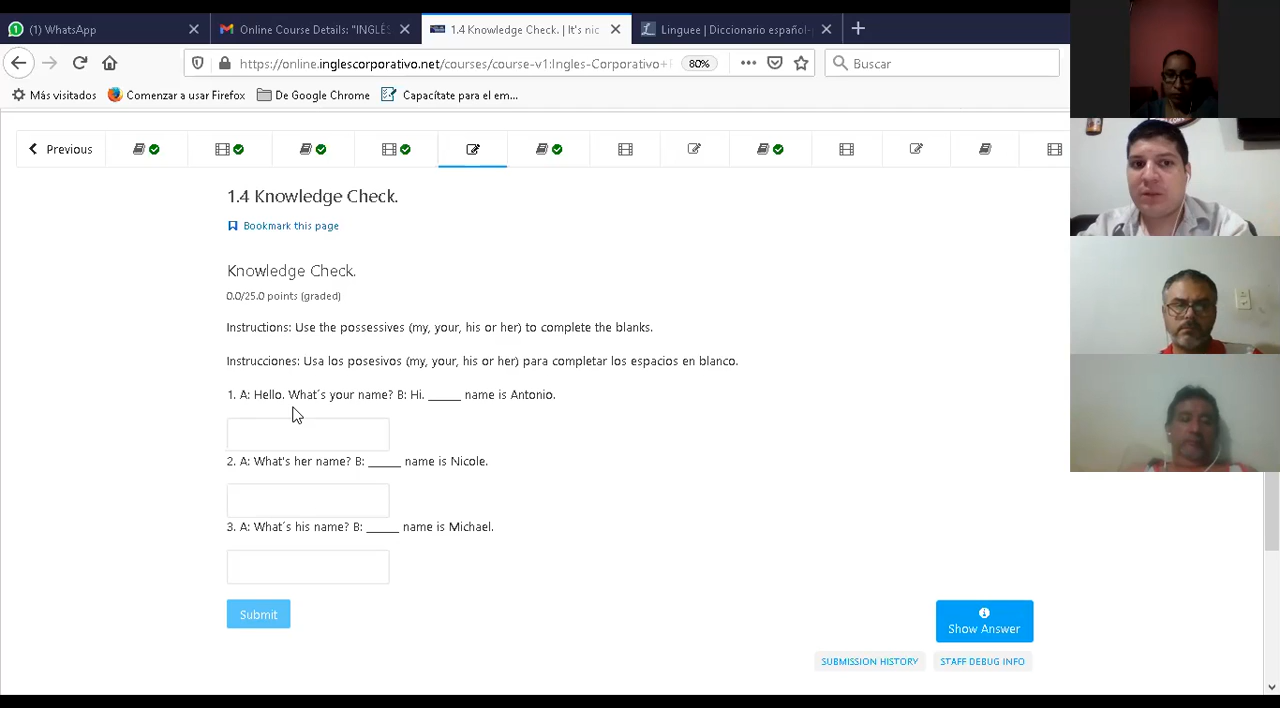 (1) WhatsApp
Online Course Details: "INGLÉS
1.4 Knowledge Check. | It's nic
Linguee | Diccionario español-
https://online.inglescorporativo.net/courses/course-v1:Ingles-Corporativo+
80%
Buscar
Más visitados
Comenzar a usar Firefox
De Google Chrome
Capacítate para el em...
Previous
1.4 Knowledge Check.
Bookmark this page
Knowledge Check.
0.0/25.0 points (graded)
Instructions: Use the possessives (my, your, his or her) to complete the blanks.
Instrucciones: Usa los posesivos (my, your, his or her) para completar los espacios en blanco.
1. A: Hello. What´s your name? B: Hi. _____ name is Antonio.
2. A: What's her name? B: _____ name is Nicole.
3. A: What´s his name? B: _____ name is Michael.
Submit
Show Answer
SUBMISSION HISTORY
STAFF DEBUG INFO